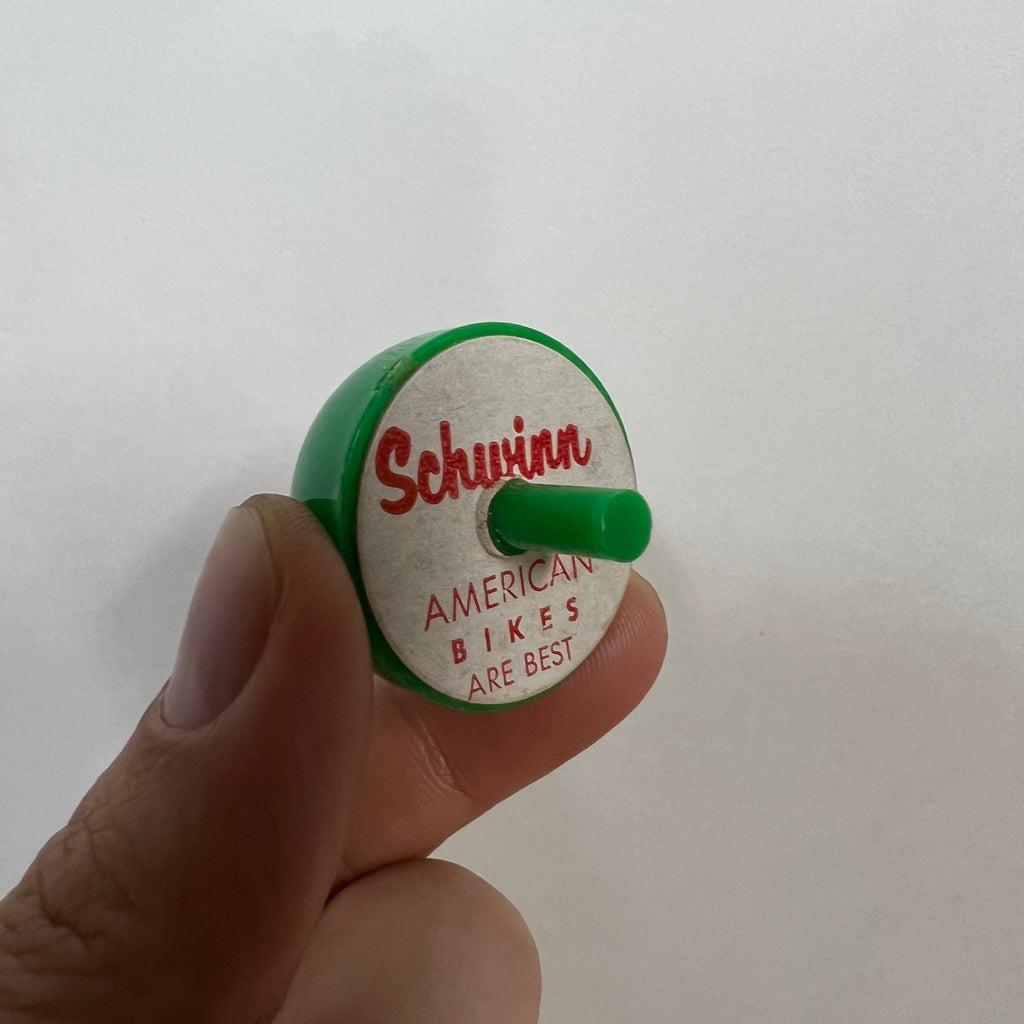 Schwinn
AMERICAN
BIKES
ARE BEST